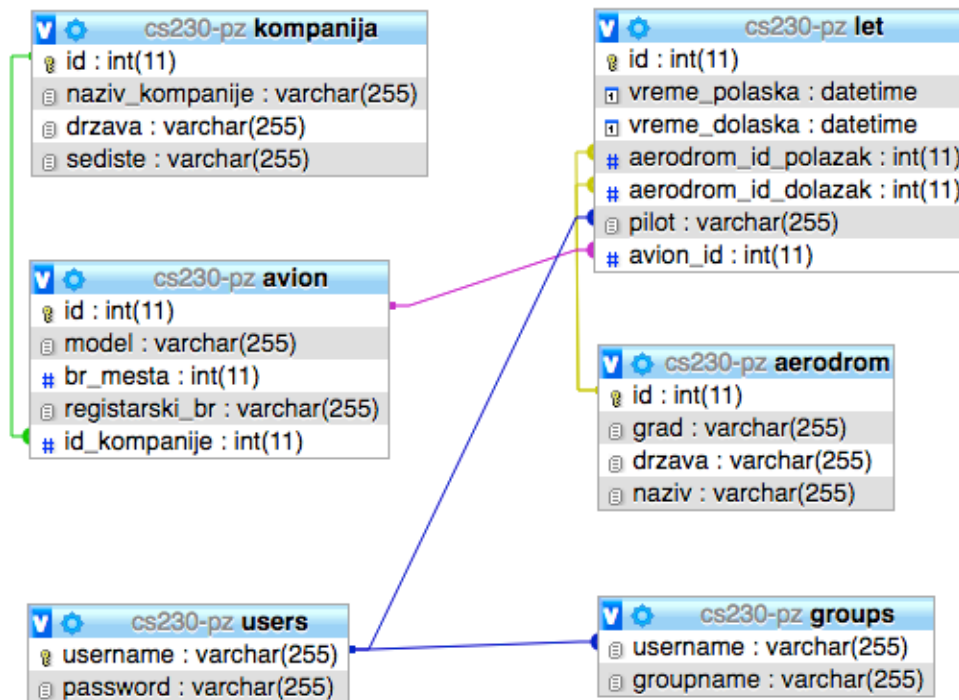 cs230-pz kompanija
id : int(11)
naziv_kompanije : varchar(255)
drzava : varchar(255)
sediste : varchar(255)
cs230-pz let
id : int(11)
vreme_polaska : datetime
vreme_dolaska : datetime
# aerodrom_id_polazak : int(11)
# aerodrom_id_dolazak : int(11)
pilot : varchar(255)
# avion_id : int(11)
cs230-pz avion
id : int(11)
model : varchar(255)
# br_mesta : int(11)
registarski_br : varchar(255)
# id_kompanije : int(11)
cs230-pz aerodrom
id : int(11)
grad : varchar(255)
drzava : varchar(255)
naziv : varchar(255)
cs230-pz users
username : varchar(255)
password : varchar(255)
cs230-pz groups
username : varchar(255)
groupname : varchar(255)